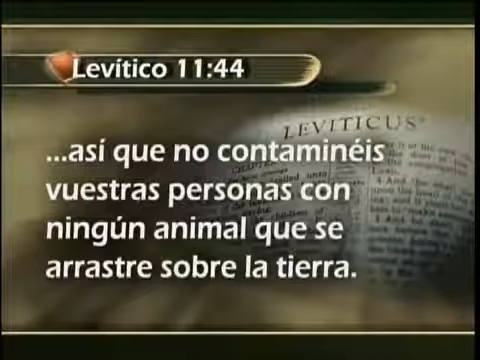 Levítico 11:44
LEVITICUS
...así que no contaminéis
vuestras personas con
ningún animal que se
arrastre sobre la tierra.